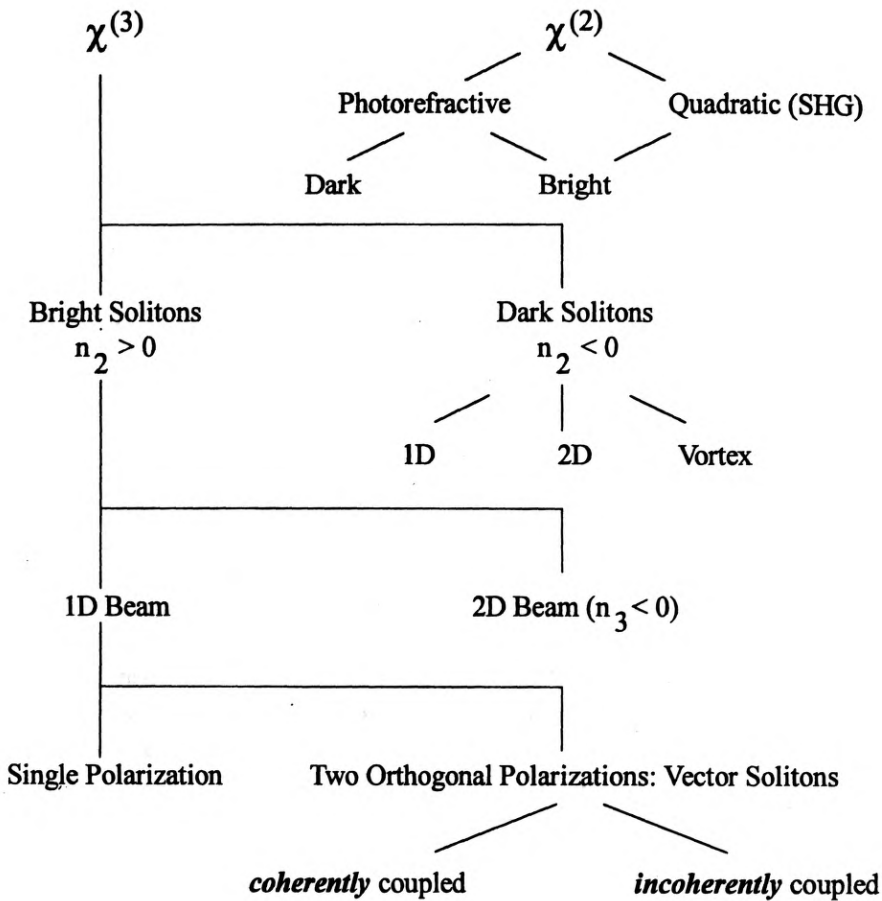 χ(3) χ(2)
Photorefractive Quadratic (SHG)
Dark Bright
Bright Solitons Dark Solitons
n2 > 0 n2 < 0
1D 2D Vortex
1D Beam 2D Beam (n3 < 0)
Single Polarization Two Orthogonal Polarizations: Vector Solitons
coherently coupled incoherently coupled